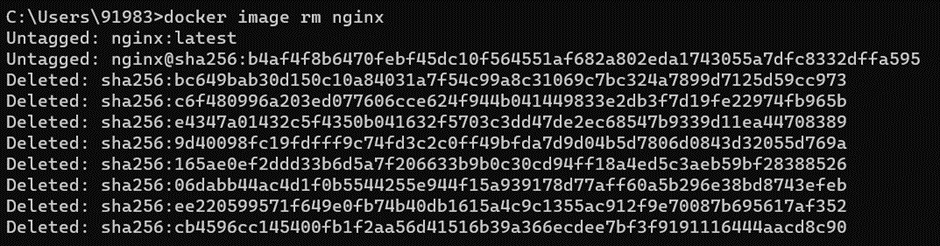 C:\Users\91983>docker image rm nginx
Untagged: nginx:latest
Untagged: nginx@sha256:b4af4f8b6470febf45dc10f564551af682a802eda1743055a7dfc8332dffa595
Deleted: sha256:bc649bab30d150c10a84031a7f54c99a8c31069c7bc324a7899d7125d59cc973
Deleted: sha256:c6f480996a203ed077606cce624f944b041449833e2db3f7d19fe22974fb965b
Deleted: sha256:e4347a01432c5f4350b041632f5703c3dd47de2ec68547b9339d11ea44708389
Deleted: sha256:9d40098fc19fdfff9c74fd3c2c0ff49bfda7d9d04b5d7806d0843d32055d769a
Deleted: sha256:165ae0ef2ddd33b6d5a7f206633b9b0c30cd94ff18a4ed5c3aeb59bf28388526
Deleted: sha256:06dabb44ac4d1f0b5544255e944f15a939178d77aff60a5b296e38bd8743efeb
Deleted: sha256:ee220599571f649e0fb74b40db1615a4c9c1355ac912f9e70087b695617af352
Deleted: sha256:cb4596cc145400fb1f2aa56d41516b39a366ecdee7bf3f9191116444aacd8c90